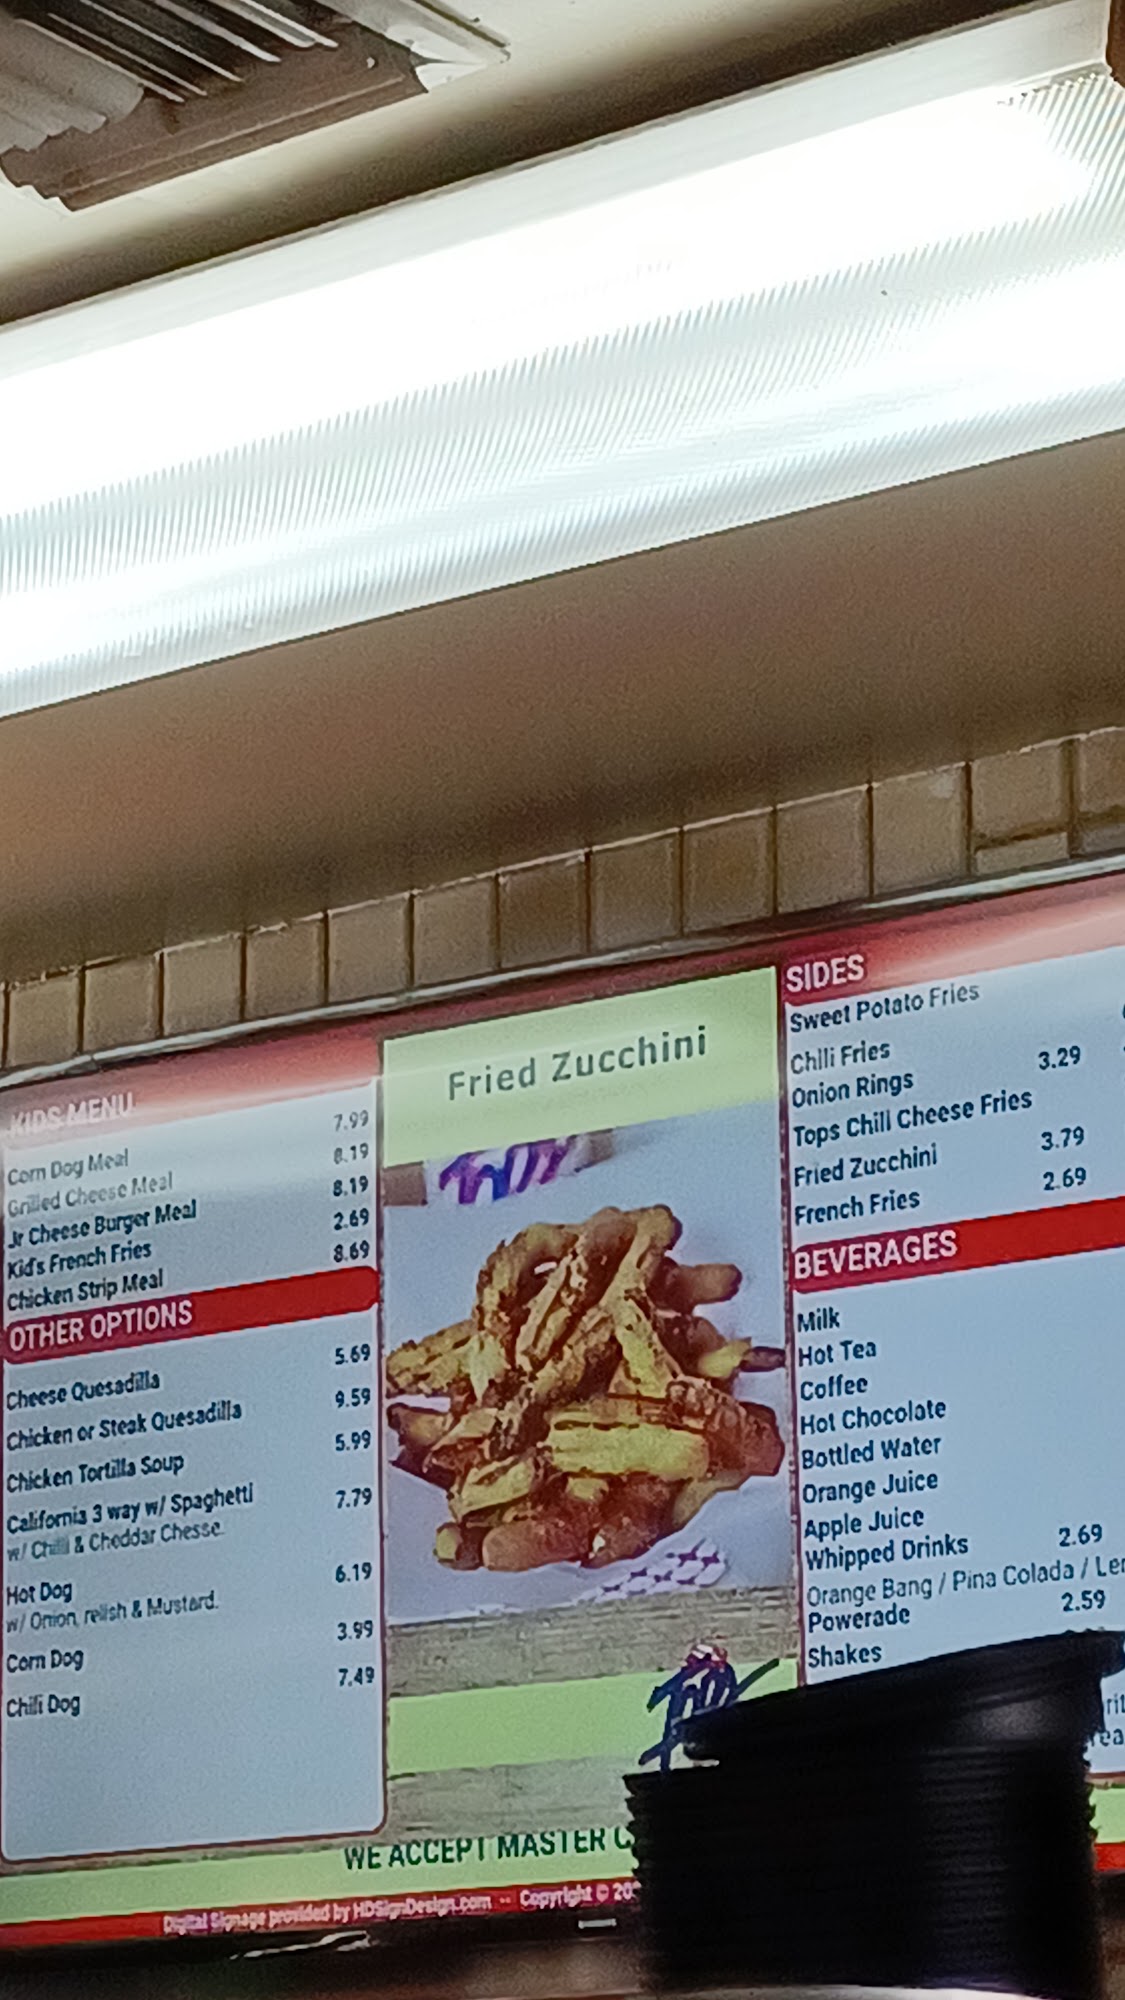 KIDS MENU
Corn Dog Meal 7.99
Grilled Cheese Meal 8.19
Jr Cheese Burger Meal 8.19
Kid's French Fries 2.69
Chicken Strip Meal 8.69
OTHER OPTIONS
Cheese Quesadilla 5.69
Chicken or Steak Quesadilla 9.59
Chicken Tortilla Soup 5.99
California 3 way w/ Spaghetti 7.79
w/ Chili & Cheddar Chesse.
Hot Dog 6.19
w/ Onion, relish & Mustard.
Corn Dog 3.99
Chili Dog 7.49
Fried Zucchini
SIDES
Sweet Potato Fries
Chili Fries
Onion Rings 3.29
Tops Chili Cheese Fries
Fried Zucchini 3.79
French Fries 2.69
BEVERAGES
Milk
Hot Tea
Coffee
Hot Chocolate
Bottled Water
Orange Juice
Apple Juice
Whipped Drinks 2.69
Orange Bang / Pina Colada /
Powerade 2.59
Shakes
WE ACCEPT MASTER
Digital Signage provided by HDSignDesign.com -- Copyright ©